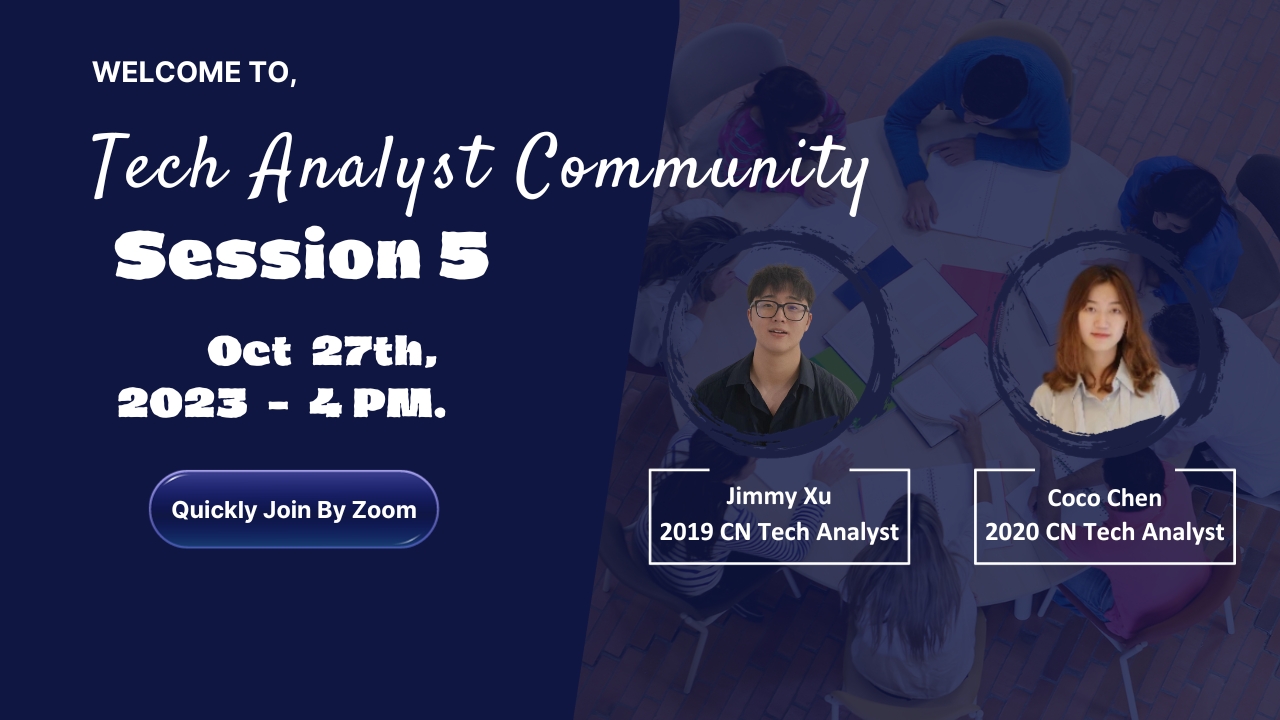 WELCOME TO,
Tech Analyst Community
Session 5
Oct 27th,
2023 - 4 PM.
Quickly Join By Zoom
Jimmy Xu
2019 CN Tech Analyst
Coco Chen
2020 CN Tech Analyst